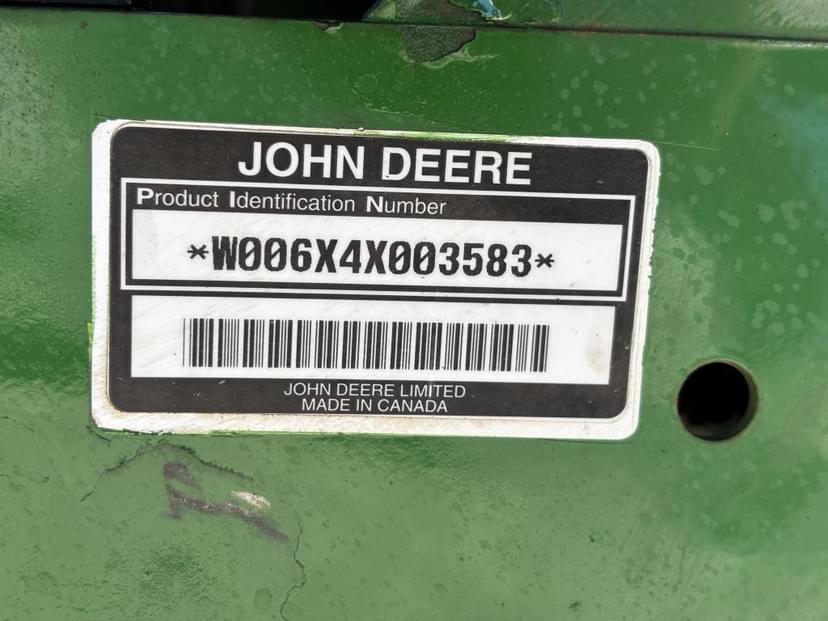 JOHN DEERE
Product Identification Number
*W006X4X003583*
JOHN DEERE LIMITED
MADE IN CANADA